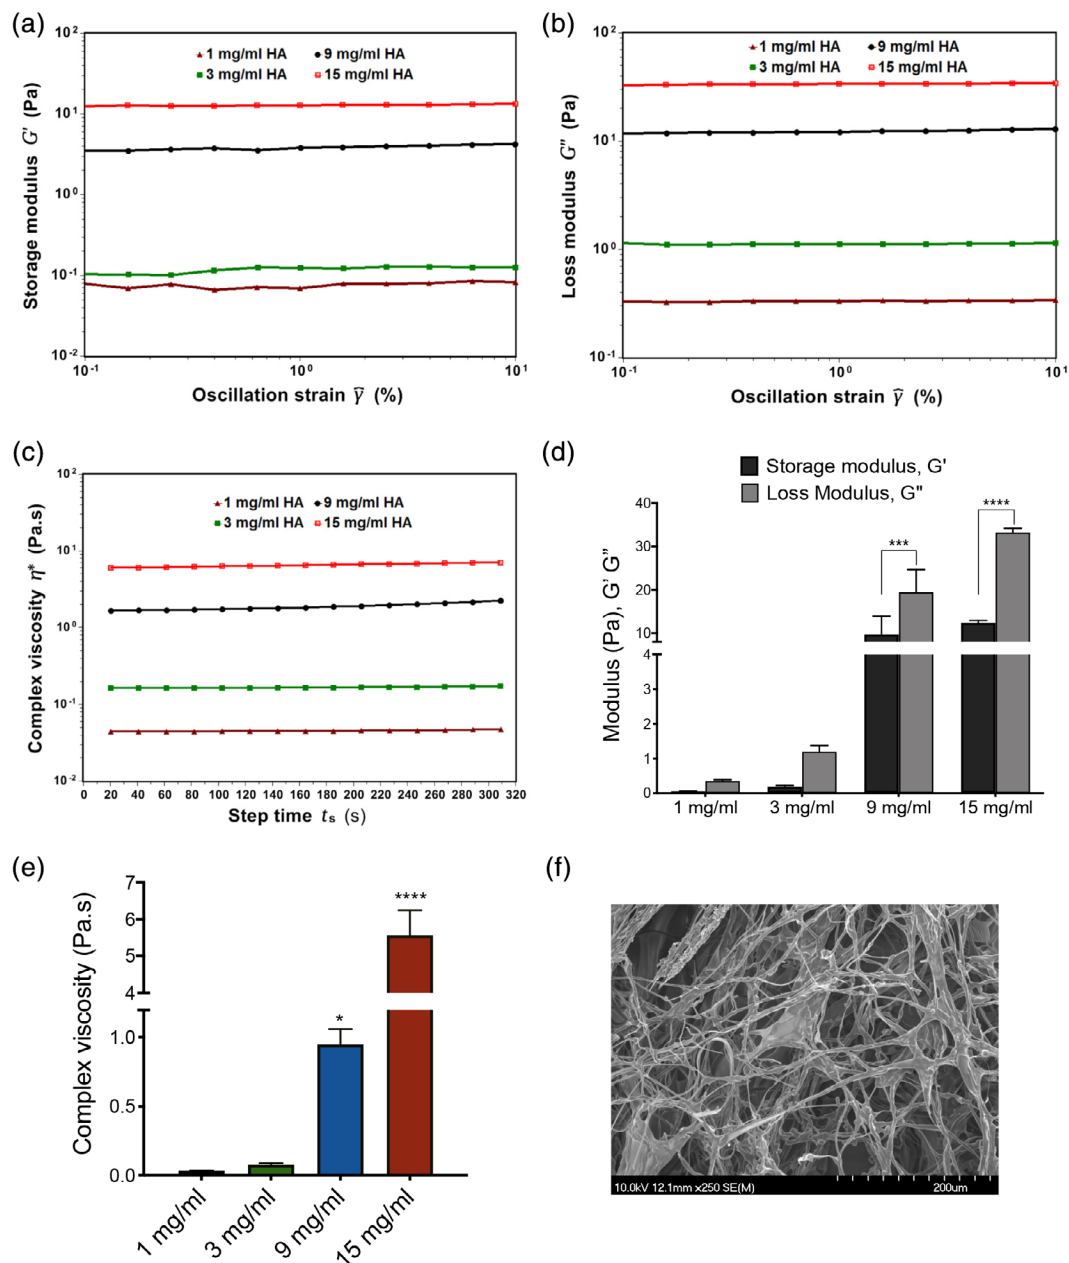 (a)
10²
10¹
10⁰
10⁻¹
10⁻²
Storage modulus G′ (Pa)
1 mg/ml HA
9 mg/ml HA
3 mg/ml HA
15 mg/ml HA
10⁻¹
10⁰
10¹
Oscillation strain γ̂ (%)
(b)
10²
10¹
10⁰
10⁻¹
Loss modulus G″ (Pa)
1 mg/ml HA
9 mg/ml HA
3 mg/ml HA
15 mg/ml HA
10⁻¹
10⁰
10¹
Oscillation strain γ̂ (%)
(c)
10²
10¹
10⁰
10⁻¹
10⁻²
Complex viscosity η* (Pa.s)
1 mg/ml HA
9 mg/ml HA
3 mg/ml HA
15 mg/ml HA
0 20 40 60 80 100 120 140 160 180 200 220 240 260 280 300 320
Step time tₛ (s)
(d)
Storage modulus, G'
Loss Modulus, G"
Modulus (Pa), G' G"
40
30
20
10
4
3
2
1
0
***
****
1 mg/ml 3 mg/ml 9 mg/ml 15 mg/ml
(e)
Complex viscosity (Pa.s)
7
6
5
4
1.0
0.5
0.0
*
****
1 mg/ml
3 mg/ml
9 mg/ml
15 mg/ml
(f)
10.0kV 12.1mm x250 SE(M) 200um